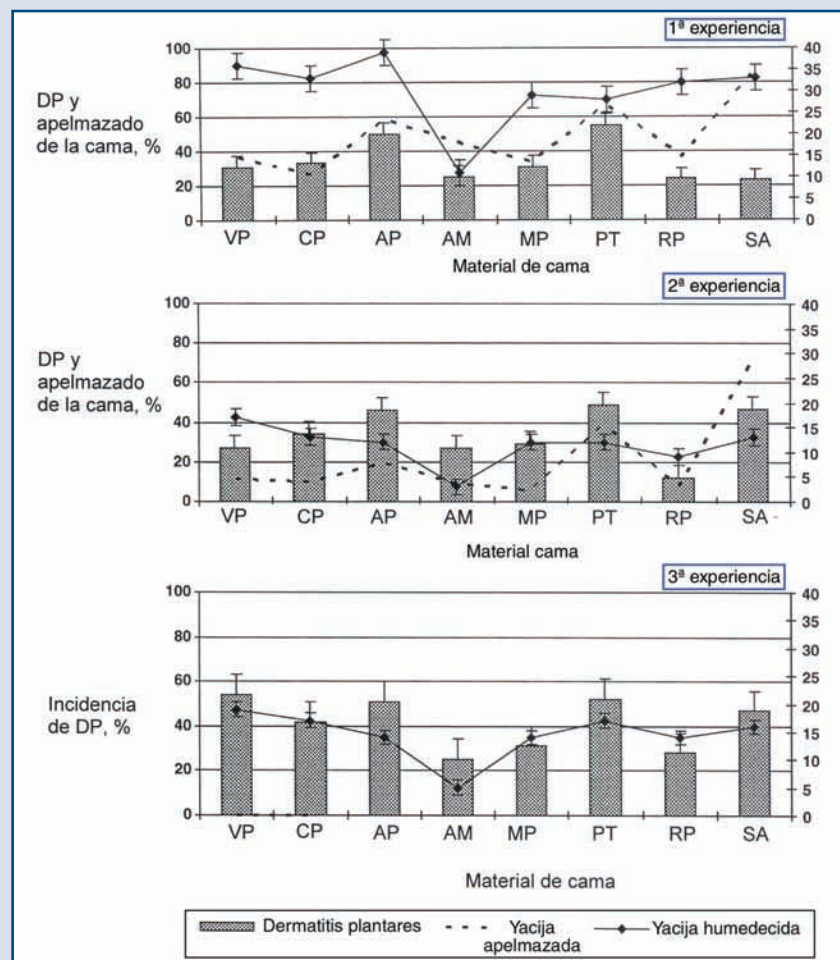 1ª experiencia
DP y
apelmazado
de la cama, %
100
80
60
40
20
0
40
35
30
25
20
15
10
5
0
VP CP AP AM MP PT RP SA
Material de cama
2ª experiencia
DP y
apelmazado
de la cama, %
100
80
60
40
20
0
40
35
30
25
20
15
10
5
0
VP CP AP AM MP PT RP SA
Material cama
3ª experiencia
Incidencia
de DP, %
100
80
60
40
20
0
40
35
30
25
20
15
10
5
0
VP CP AP AM MP PT RP SA
Material de cama
Dermatitis plantares
Yacija
apelmazada
Yacija humedecida